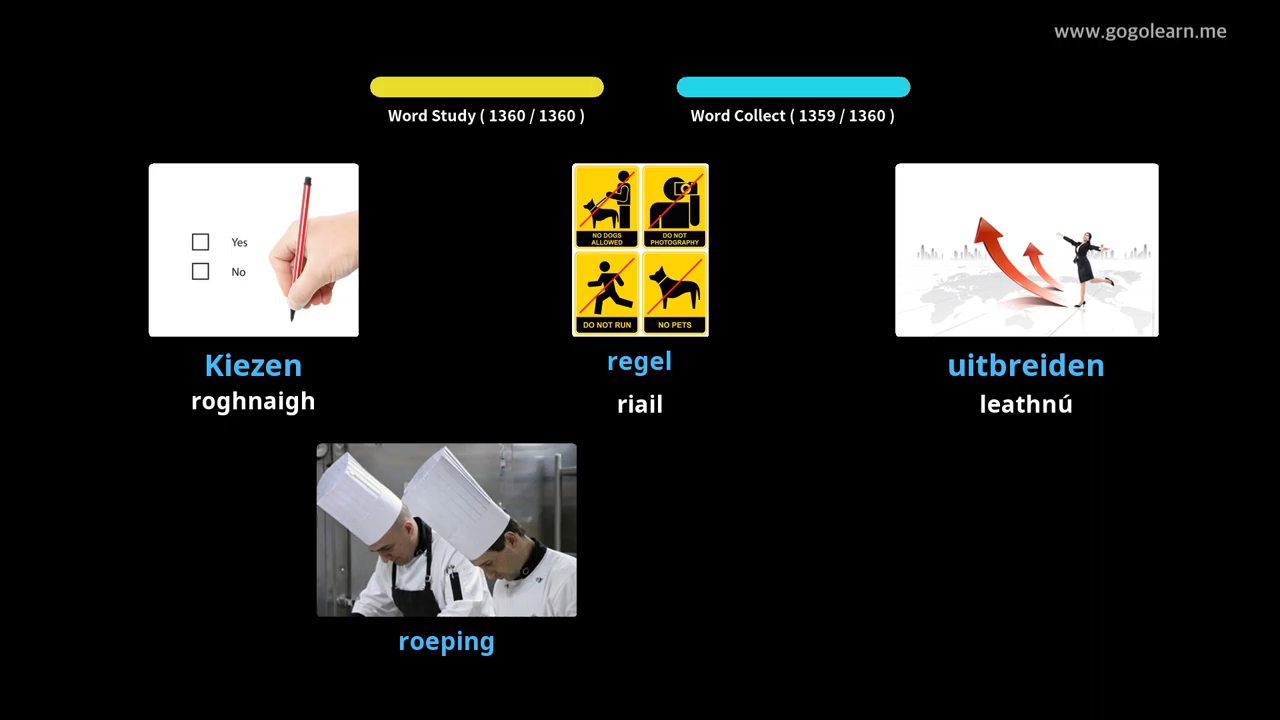 www.gogolearn.me
Word Study ( 1360 / 1360 )
Word Collect ( 1359 / 1360 )
Yes
No
NO DOGS
ALLOWED
DO NOT
PHOTOGRAPHY
DO NOT RUN
NO PETS
Kiezen
roghnaigh
regel
riail
uitbreiden
leathnú
roeping